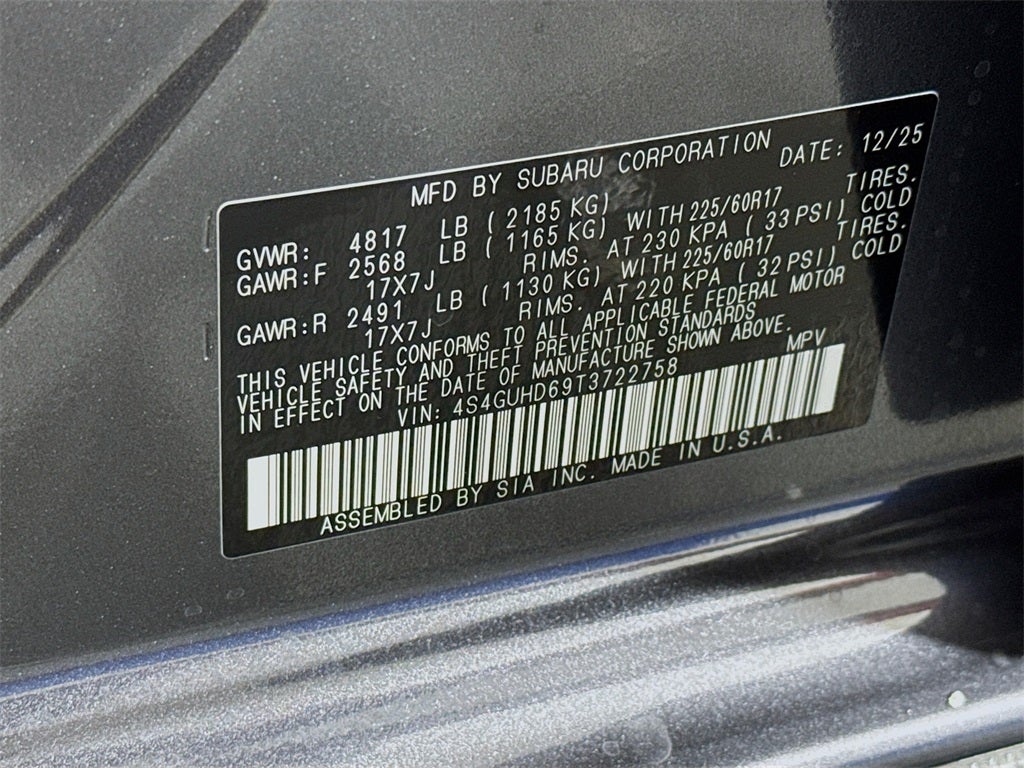 MFD BY SUBARU CORPORATION DATE: 12/25
GVWR: 4817 LB ( 2185 KG)
GAWR:F 2568 LB ( 1165 KG) WITH 225/60R17 TIRES.
17X7J RIMS. AT 230 KPA ( 33 PSI) COLD
GAWR:R 2491 LB ( 1130 KG) WITH 225/60R17 TIRES.
17X7J RIMS. AT 220 KPA ( 32 PSI) COLD
THIS VEHICLE CONFORMS TO ALL APPLICABLE FEDERAL MOTOR
VEHICLE SAFETY AND THEFT PREVENTION STANDARDS
IN EFFECT ON THE DATE OF MANUFACTURE SHOWN ABOVE.
VIN: 4S4GUHD69T3722758 MPV
ASSEMBLED BY SIA INC. MADE IN U.S.A.